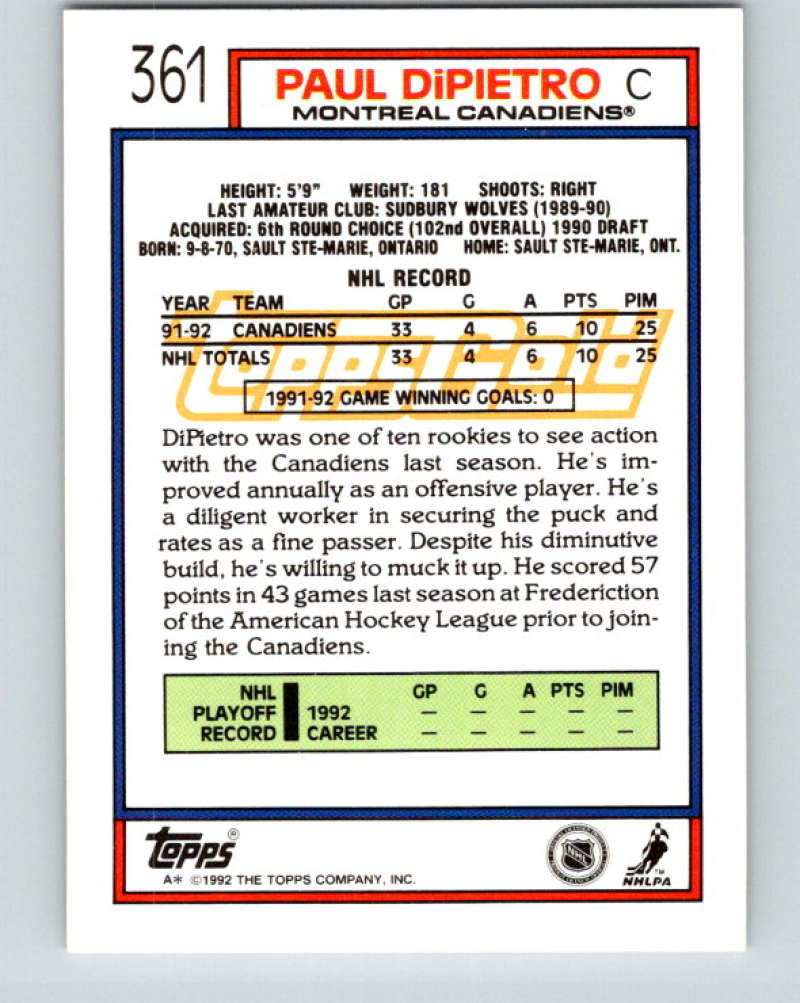 361
PAUL DiPIETRO C
MONTREAL CANADIENS®
HEIGHT: 5'9" WEIGHT: 181 SHOOTS: RIGHT
LAST AMATEUR CLUB: SUDBURY WOLVES (1989-90)
ACQUIRED: 6th ROUND CHOICE (102nd OVERALL) 1990 DRAFT
BORN: 9-8-70, SAULT STE-MARIE, ONTARIO HOME: SAULT STE-MARIE, ONT.
NHL RECORD
YEAR TEAM GP G A PTS PIM
91-92 CANADIENS 33 4 6 10 25
NHL TOTALS 33 4 6 10 25
ToppsGold
1991-92 GAME WINNING GOALS: 0
DiPietro was one of ten rookies to see action
with the Canadiens last season. He's im-
proved annually as an offensive player. He's
a diligent worker in securing the puck and
rates as a fine passer. Despite his diminutive
build, he's willing to muck it up. He scored 57
points in 43 games last season at Frederiction
of the American Hockey League prior to join-
ing the Canadiens.
NHL GP G A PTS PIM
PLAYOFF 1992 — — — — —
RECORD CAREER — — — — —
TOPPS®
A* ©1992 THE TOPPS COMPANY, INC.
NHL
NHLPA™